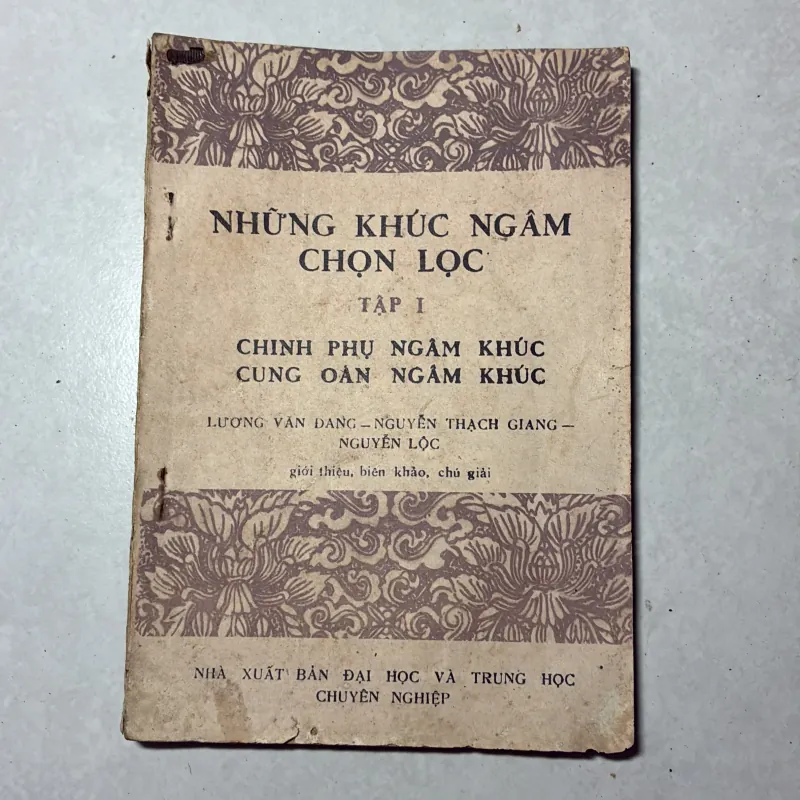 NHỮNG KHÚC NGÂM
CHỌN LỌC
TẬP I
CHINH PHỤ NGÂM KHÚC
CUNG OÁN NGÂM KHÚC
LƯƠNG VĂN ĐANG — NGUYỄN THẠCH GIANG —
NGUYỄN LỘC
giới thiệu, biên khảo, chú giải
NHÀ XUẤT BẢN ĐẠI HỌC VÀ TRUNG HỌC
CHUYÊN NGHIỆP